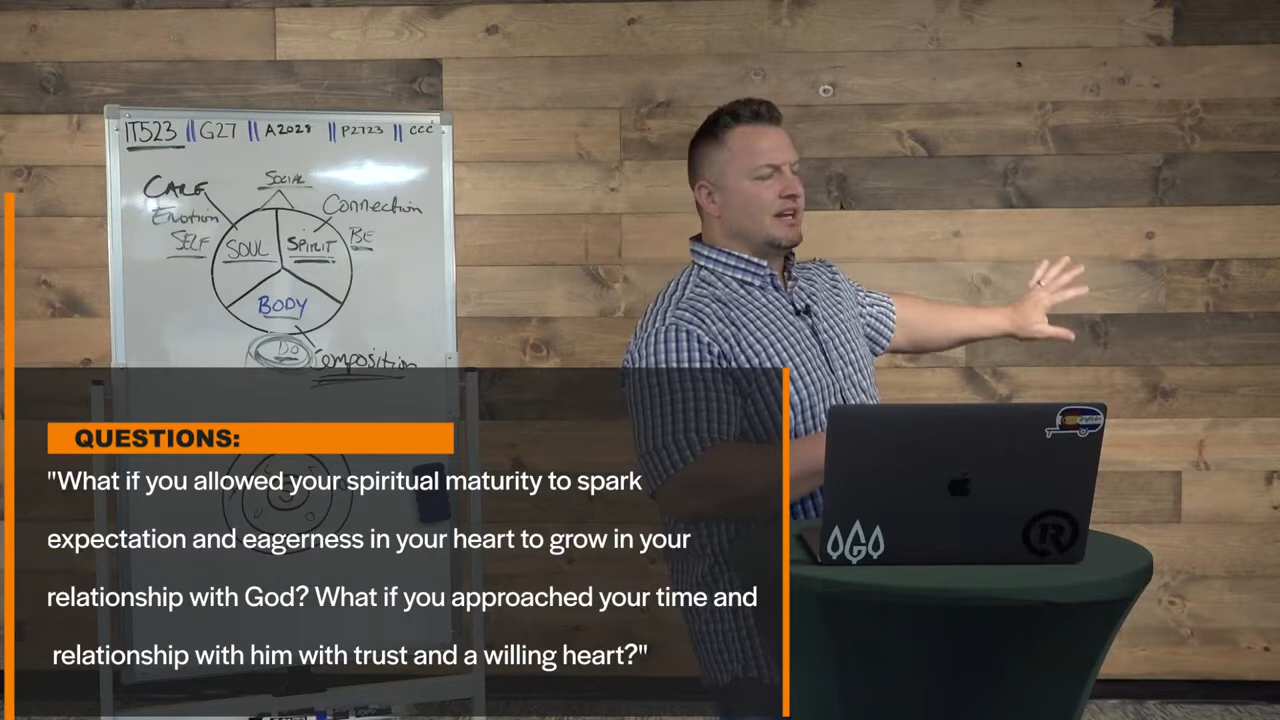 IT523 || G27 || A2028 || P2723 || CCC
SOCIAL
CARE
Connection
Emotion
SELF
SOUL
SPIRIT
BE
BODY
DO
Composition
QUESTIONS:
"What if you allowed your spiritual maturity to spark
expectation and eagerness in your heart to grow in your
relationship with God? What if you approached your time and
relationship with him with trust and a willing heart?"